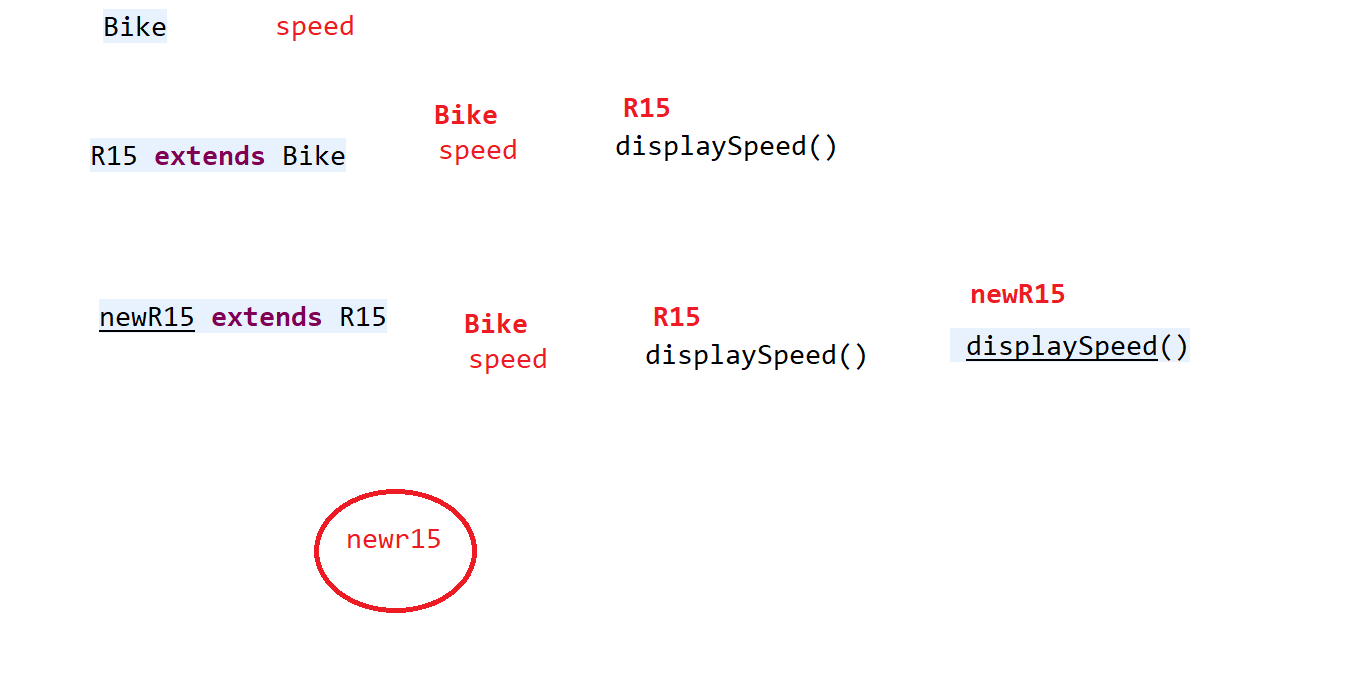 Bike speed
Bike R15
R15 extends Bike speed displaySpeed()
newR15
newR15 extends R15 Bike R15 displaySpeed()
speed displaySpeed()
newr15